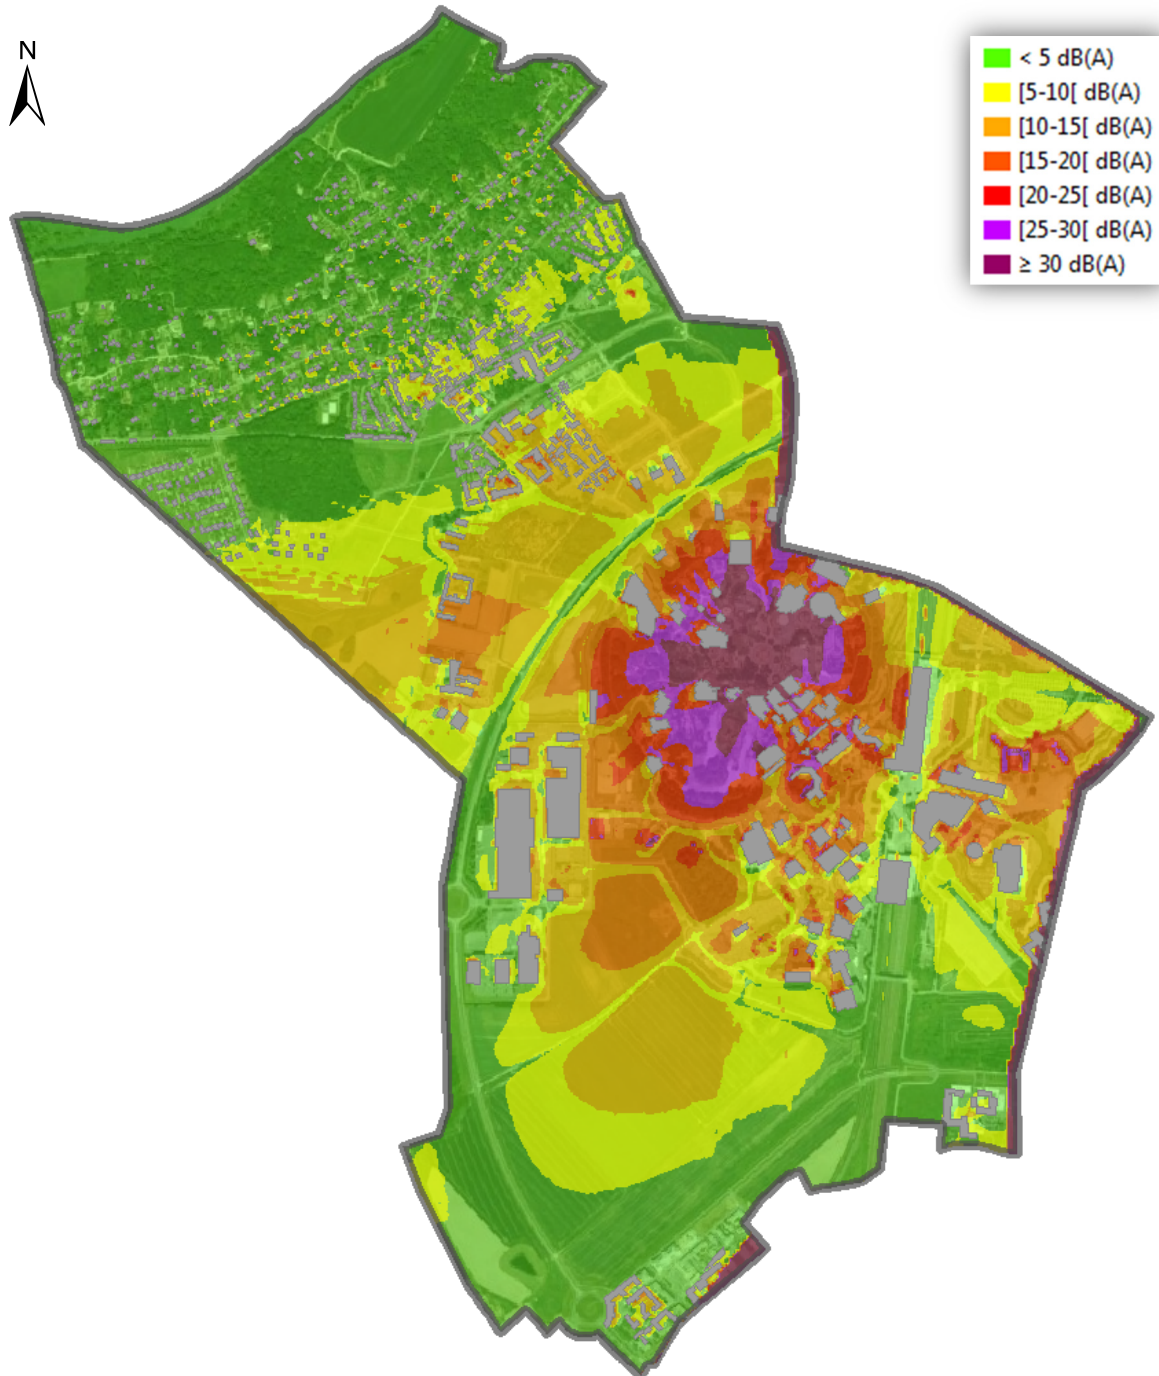 N
< 5 dB(A)
[5-10[ dB(A)
[10-15[ dB(A)
[15-20[ dB(A)
[20-25[ dB(A)
[25-30[ dB(A)
≥ 30 dB(A)